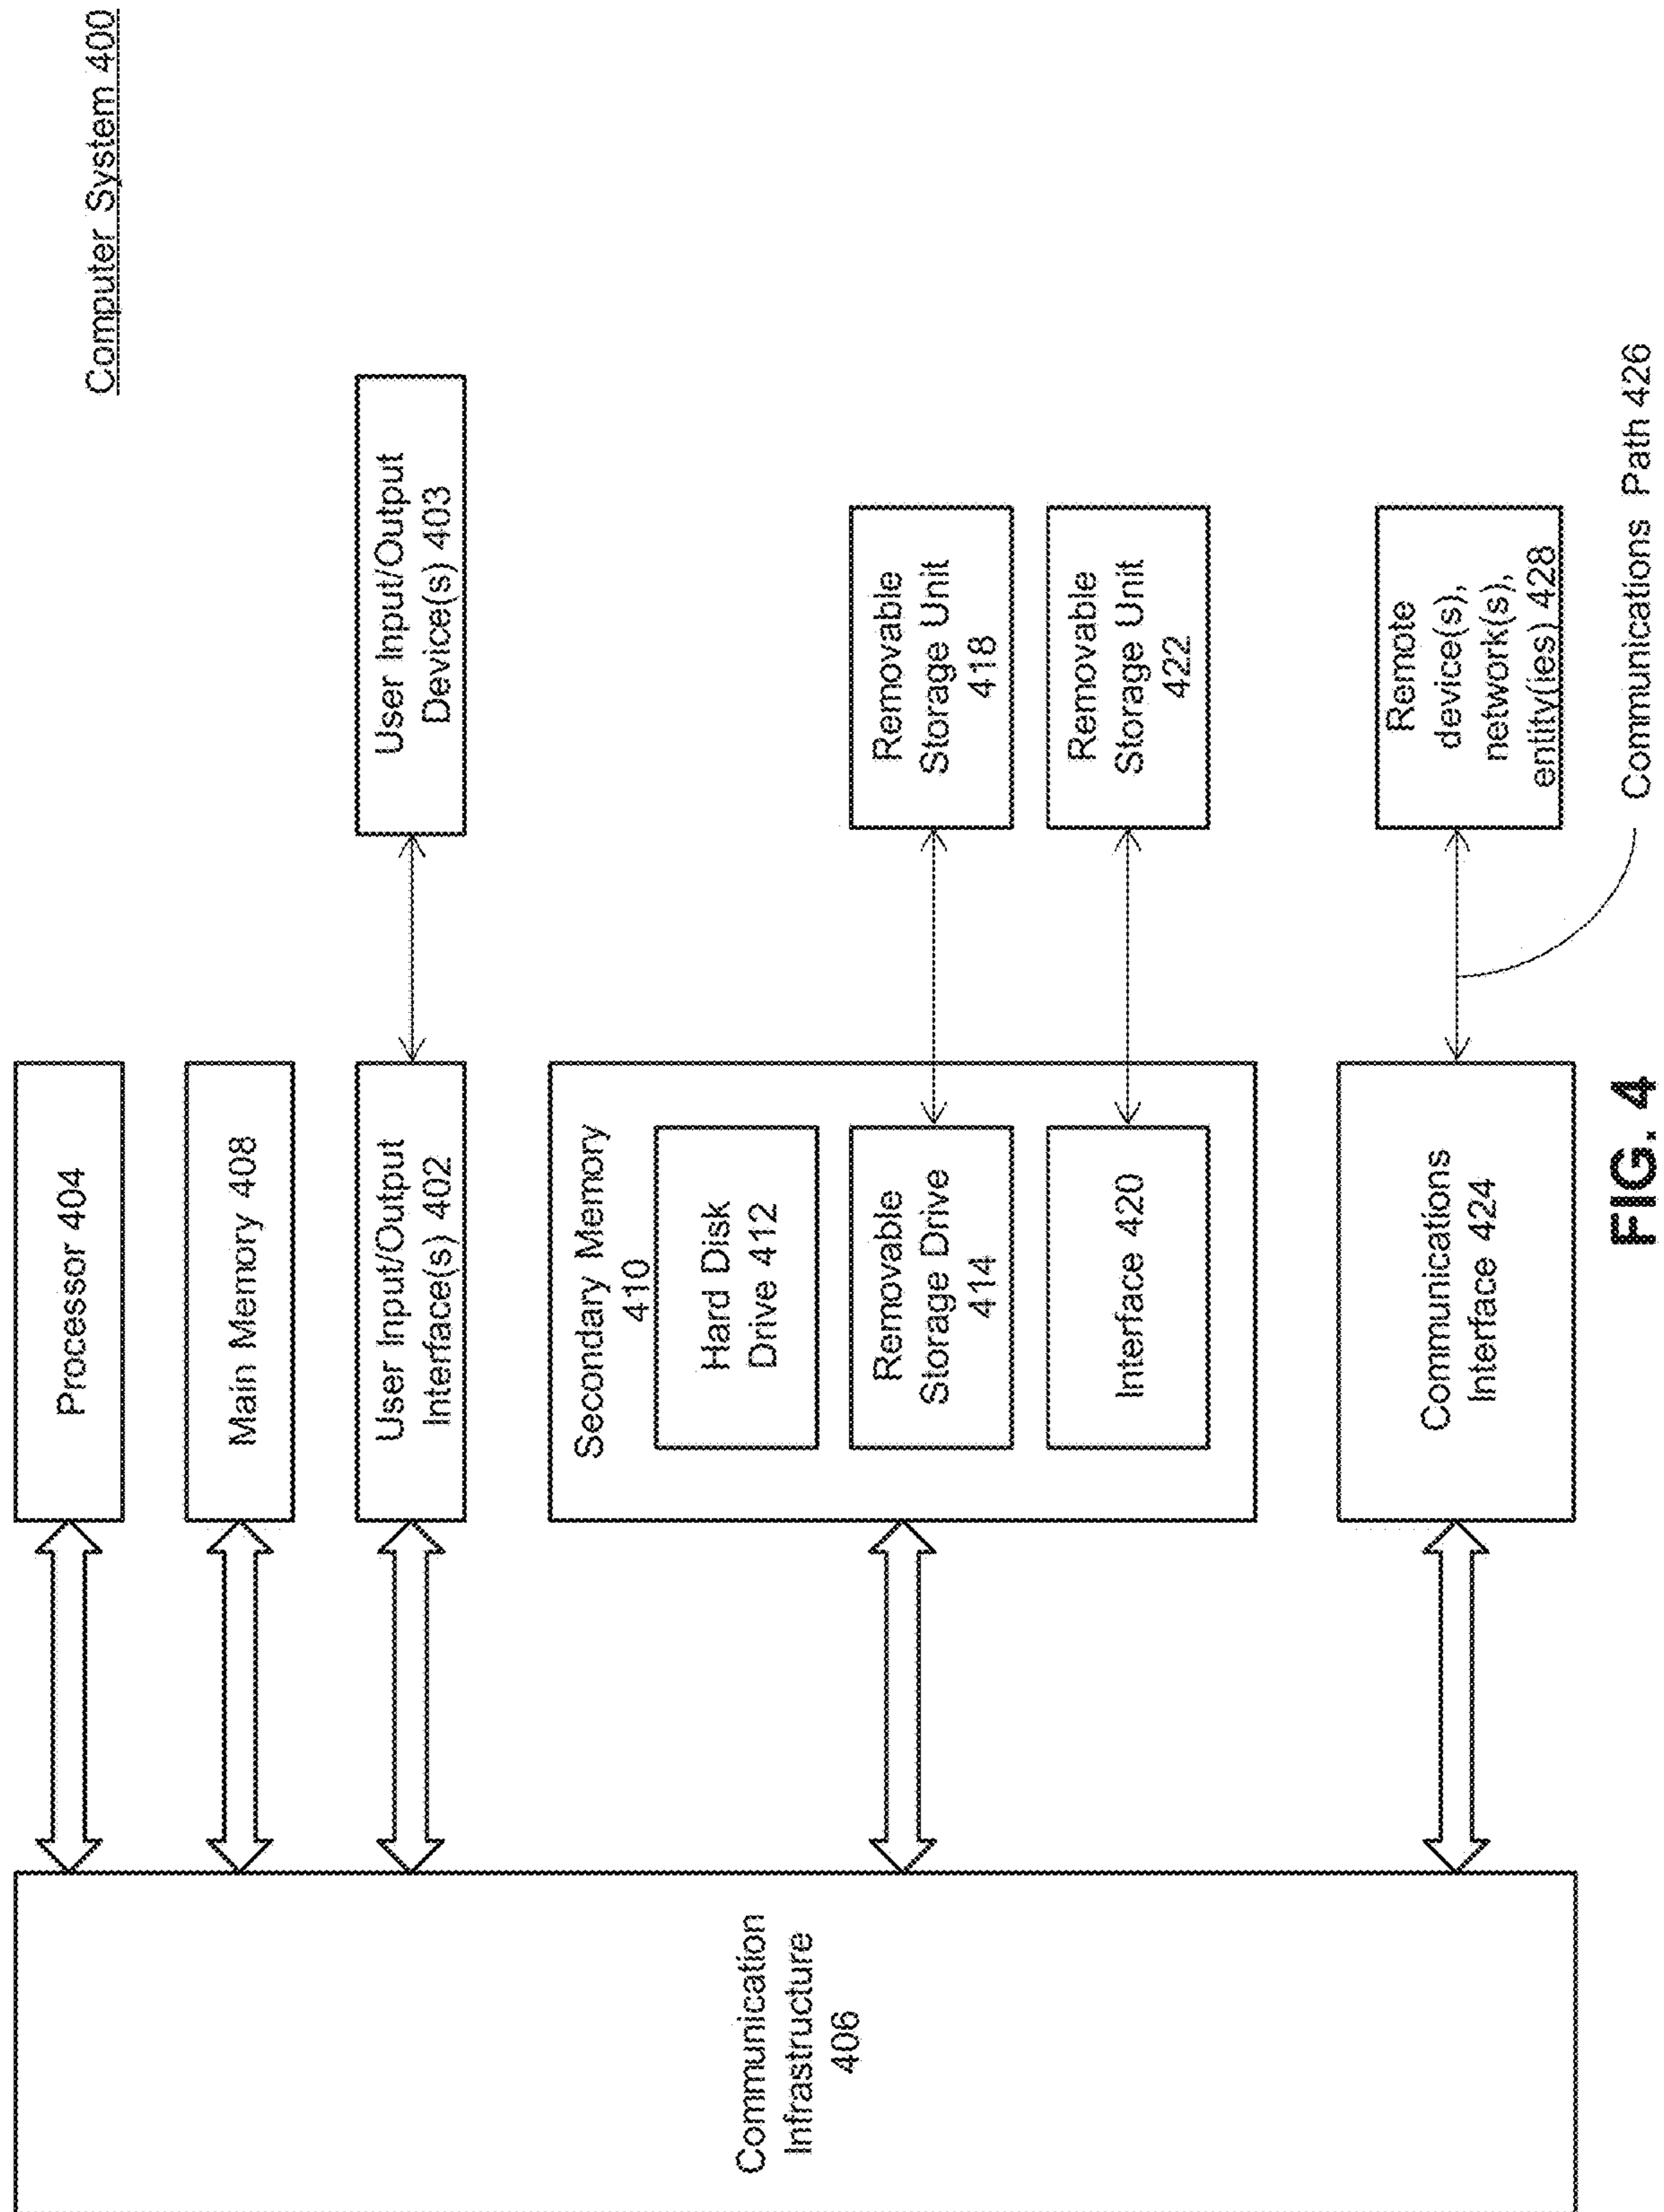 Computer System 400
Processor 404
Main Memory 408
User Input/Output
Interface(s) 402
User Input/Output
Device(s) 403
Communication
Infrastructure
406
Secondary Memory
410
Hard Disk
Drive 412
Removable
Storage Drive
414
Removable
Storage Unit
418
Interface 420
Removable
Storage Unit
422
Communications
Interface 424
Remote
device(s),
network(s),
entity(ies) 428
Communications Path 426
FIG. 4